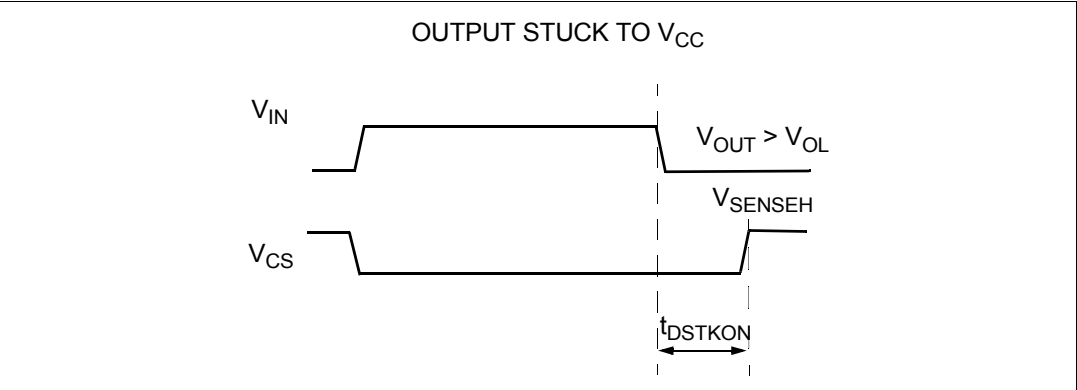 OUTPUT STUCK TO VCC
VIN
VOUT > VOL
VSENSEH
VCS
tDSTKON